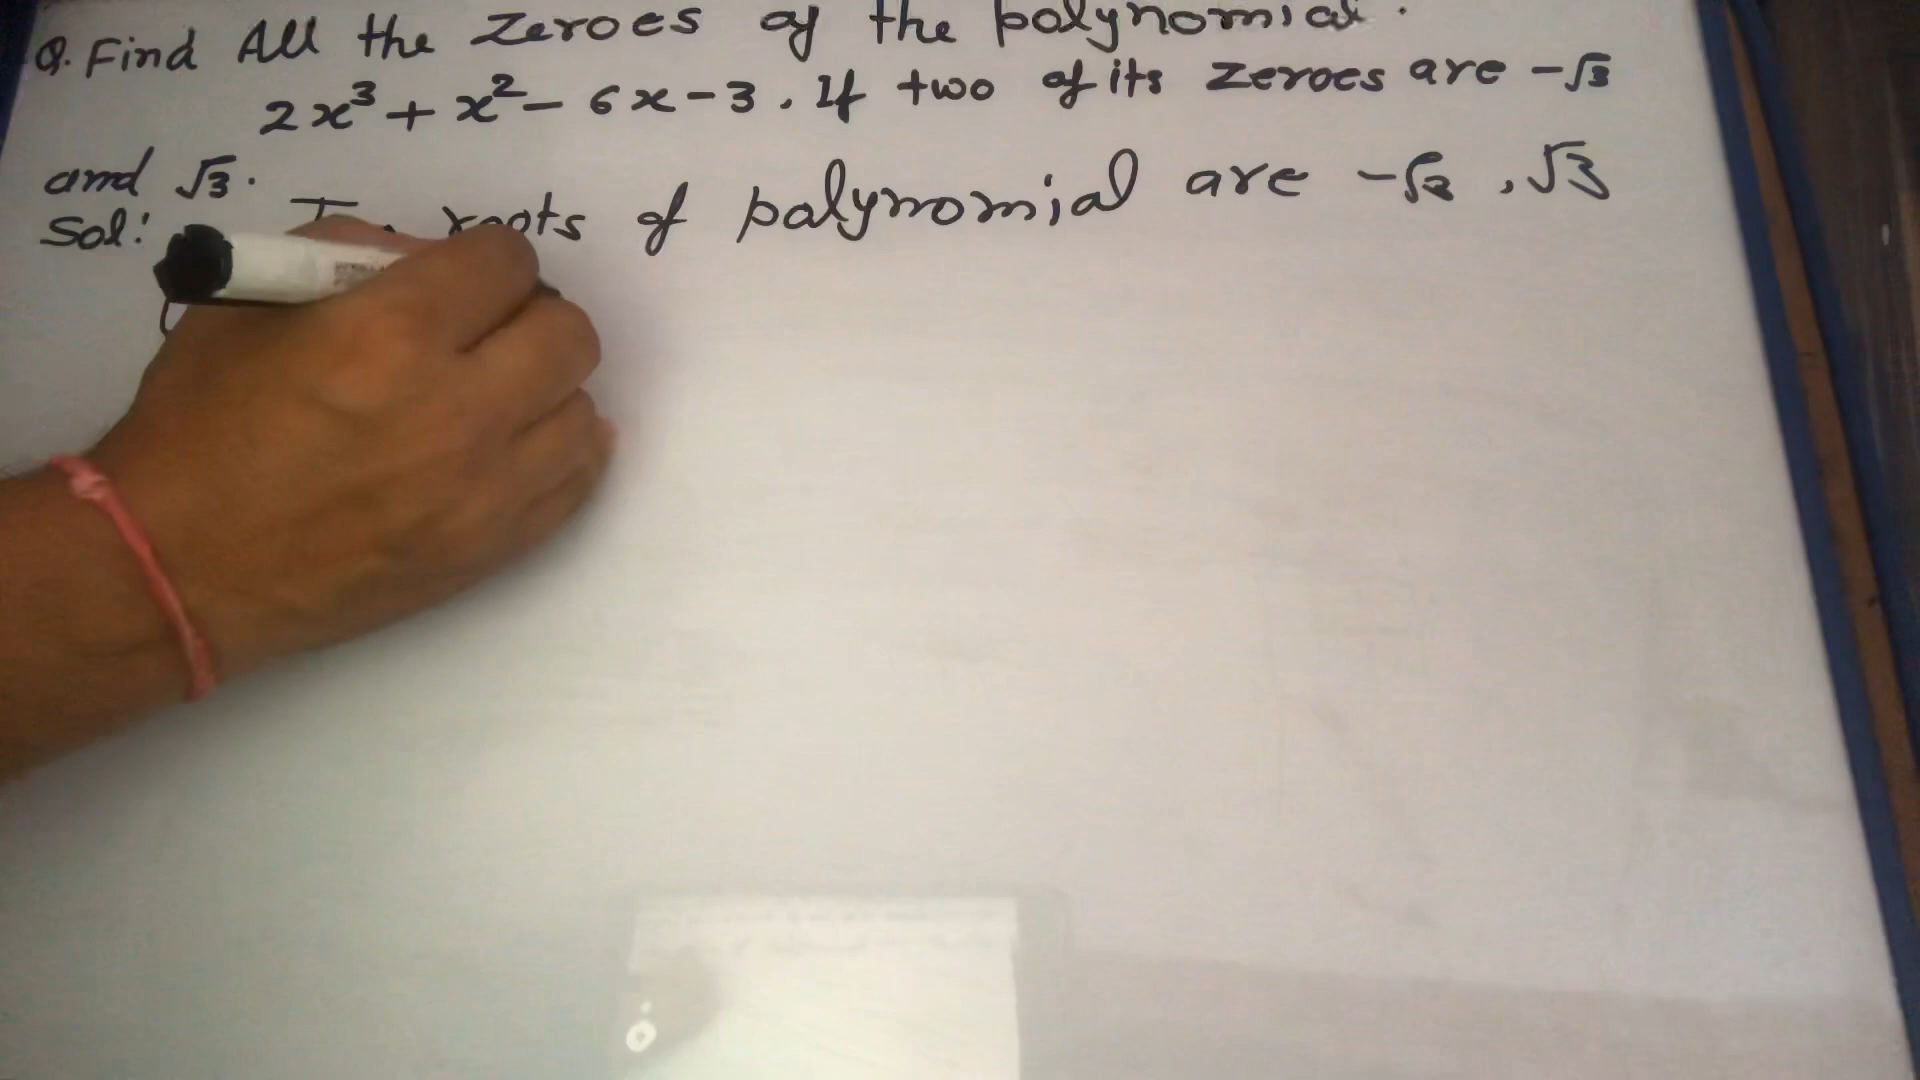 Q. Find All the Zeroes of the polynomial.
2x³ + x² - 6x - 3. If two of its zeroes are -√3
and √3.
Sol: roots of polynomial are -√3, √3